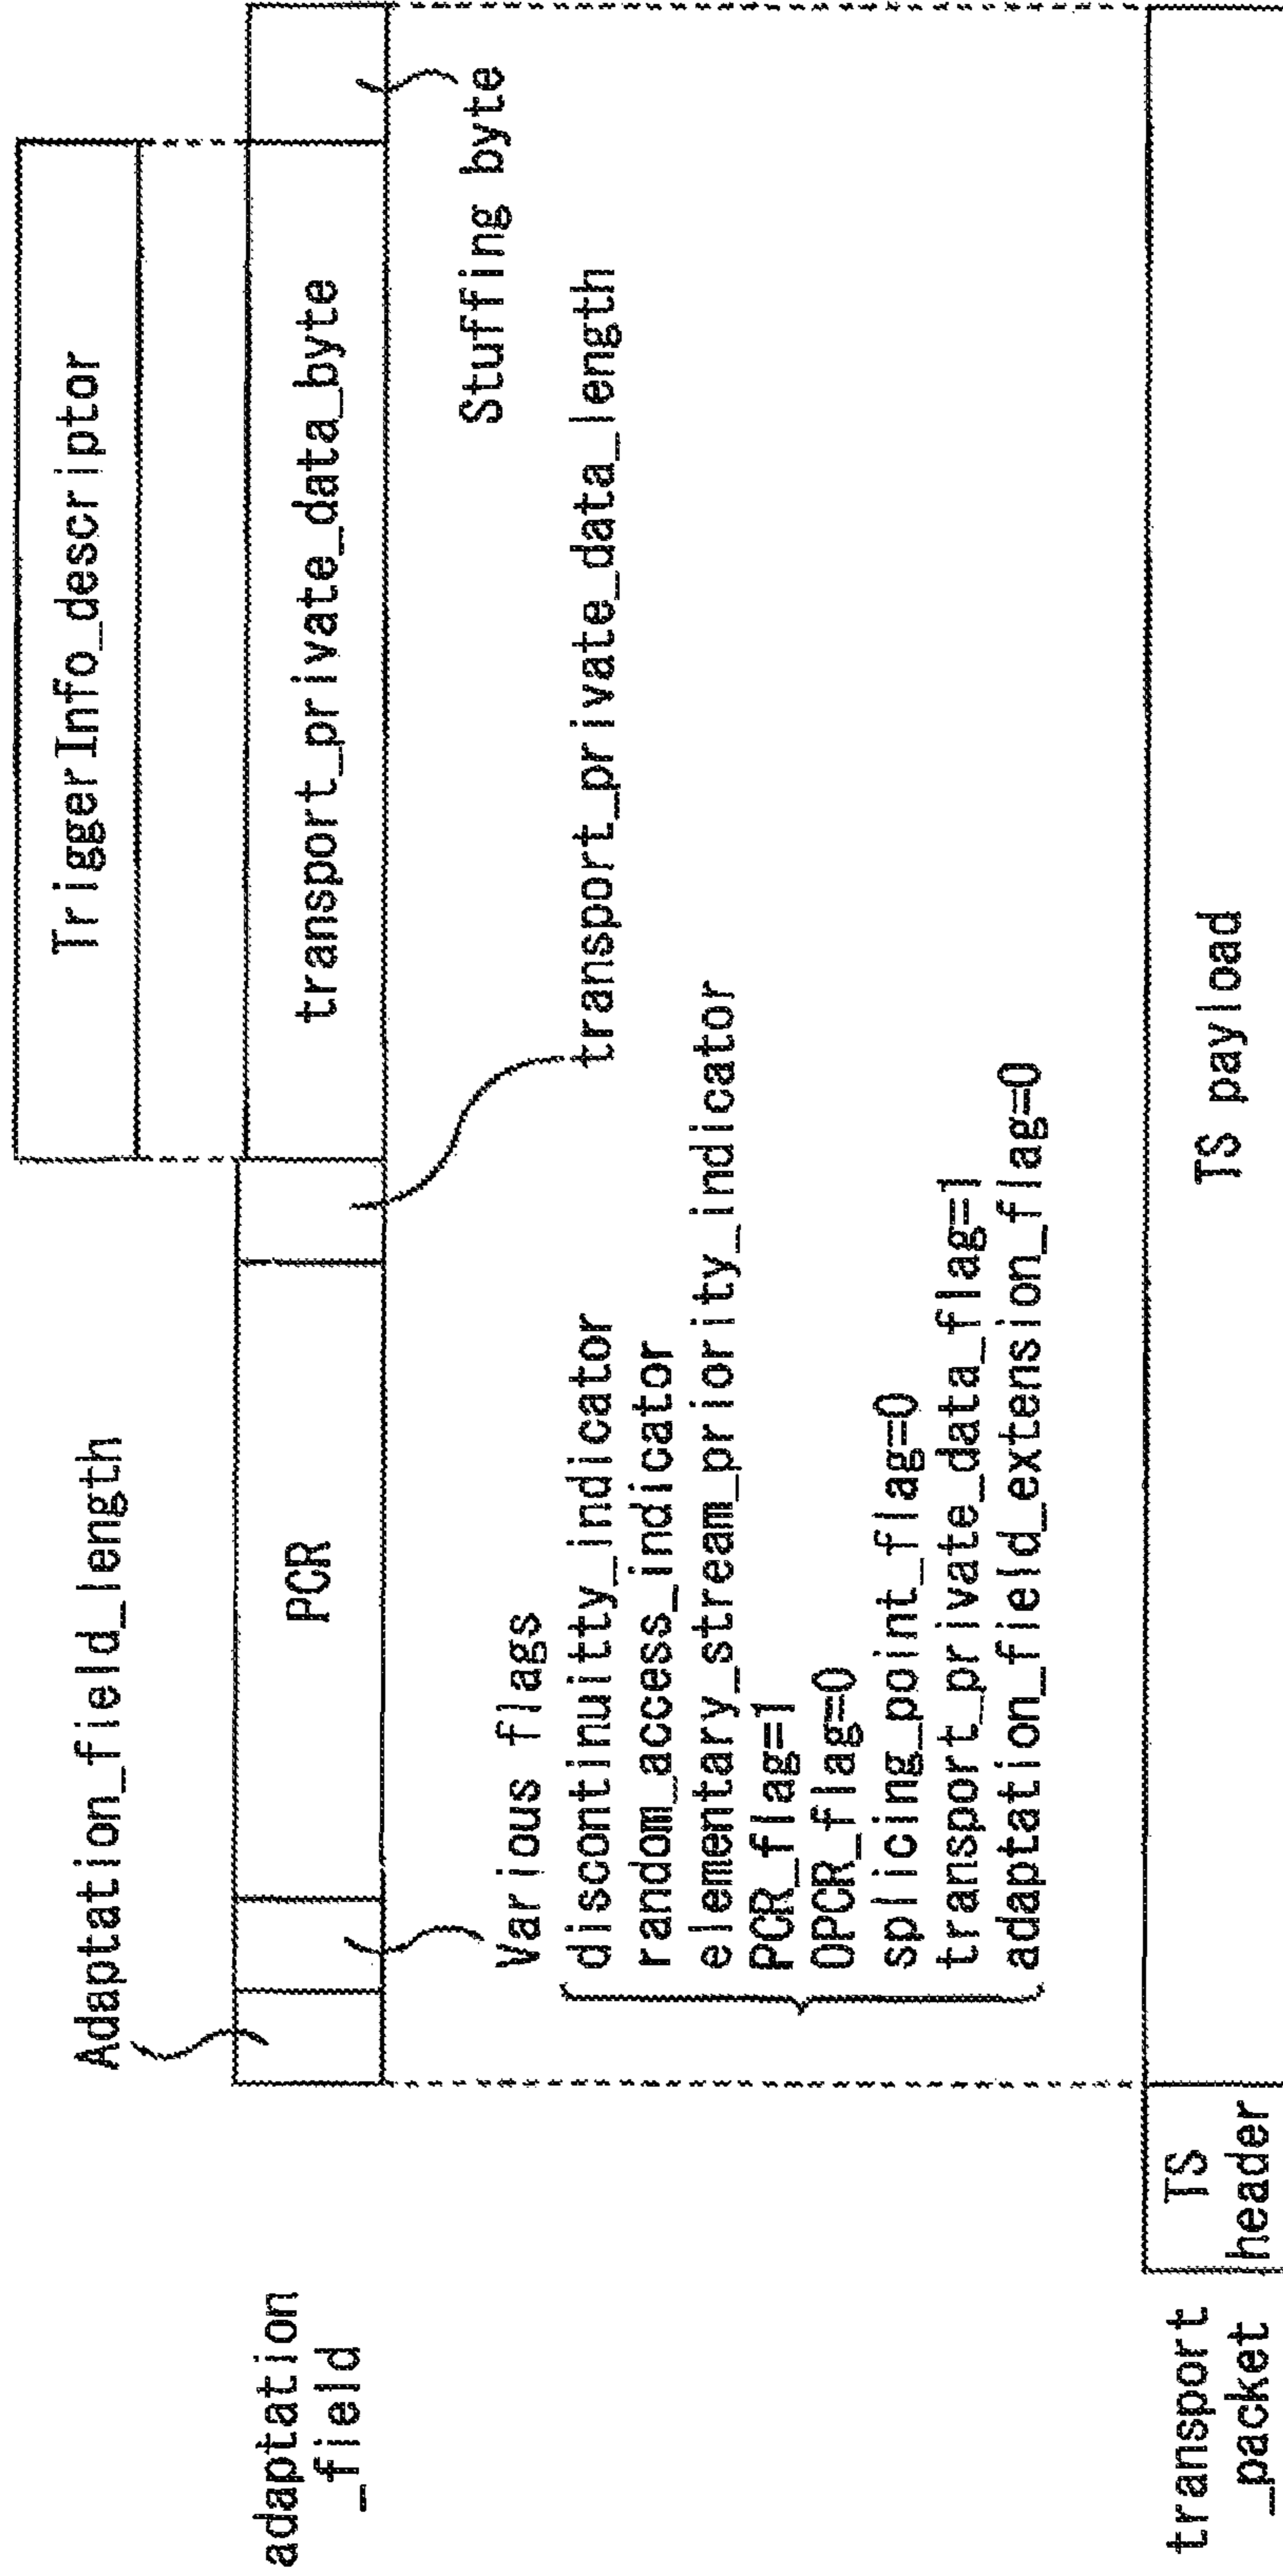 TriggerInfo_descriptor
Adaptation_field_length
adaptation
_field
PCR
transport_private_data_byte
Stuffing byte
Various flags
transport_private_data_length
discontinuitty_indicator
random_access_indicator
elementary_stream_priority_indicator
PCR_flag=1
OPCR_flag=0
splicing_point_flag=0
transport_private_data_flag=1
adaptation_field_extension_flag=0
transport
_packet
TS
header
TS payload